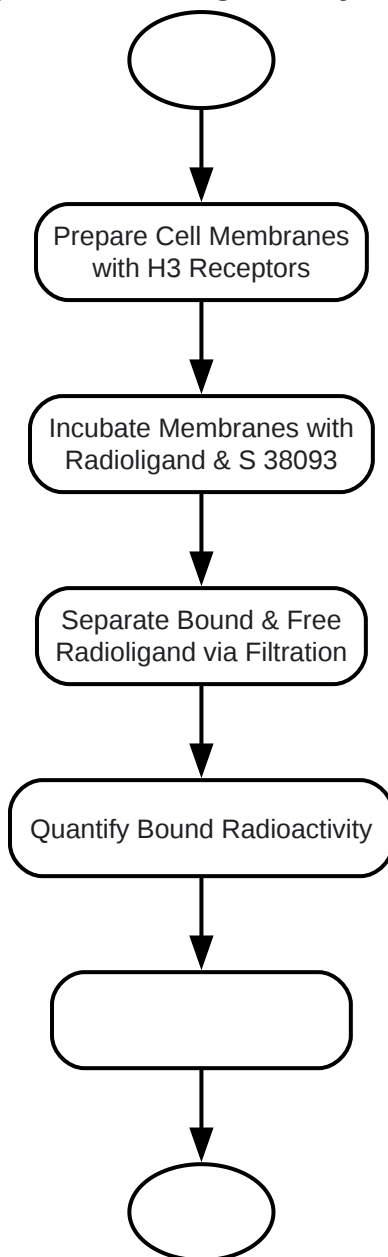 Prepare Cell Membranes
with H3 Receptors
Incubate Membranes with
Radioligand & S 38093
Separate Bound & Free
Radioligand via Filtration
Quantify Bound Radioactivity